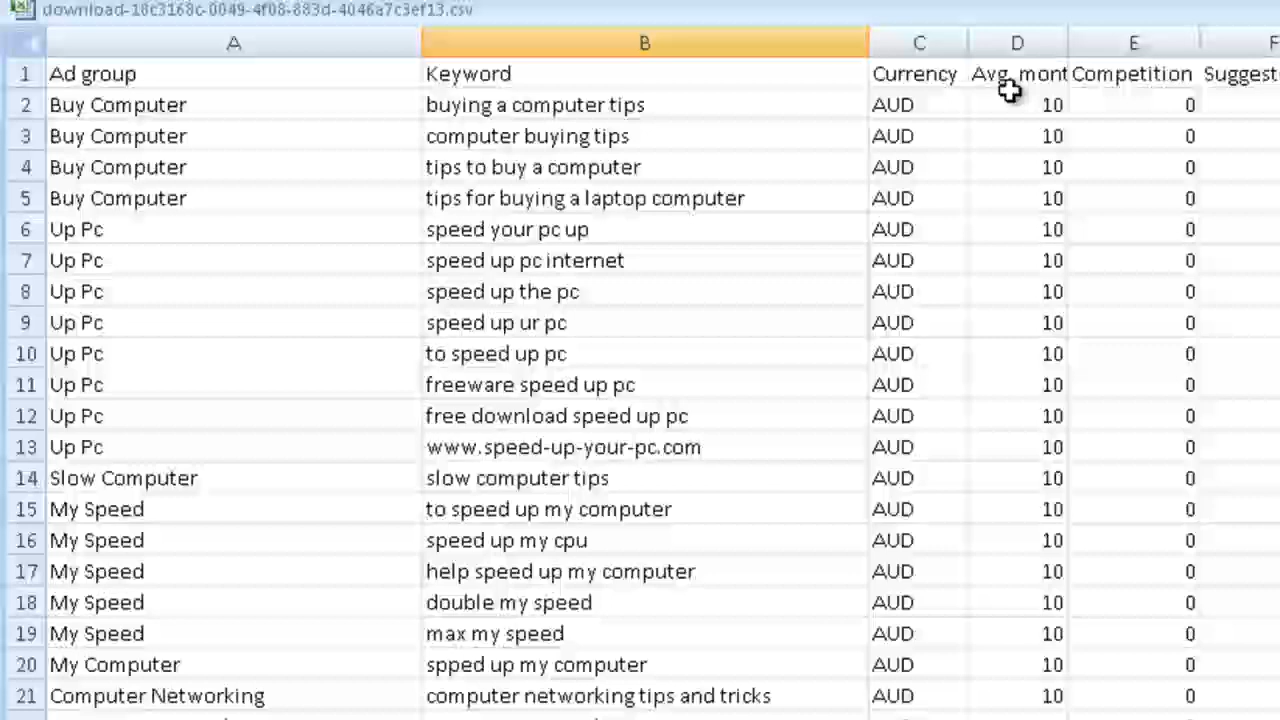 download-18c3168c-0049-4f08-883d-4046a7c3ef13.csv
A B C D E F
1 Ad group Keyword Currency Avg. mont Competition Suggest
2 Buy Computer buying a computer tips AUD 10 0
3 Buy Computer computer buying tips AUD 10 0
4 Buy Computer tips to buy a computer AUD 10 0
5 Buy Computer tips for buying a laptop computer AUD 10 0
6 Up Pc speed your pc up AUD 10 0
7 Up Pc speed up pc internet AUD 10 0
8 Up Pc speed up the pc AUD 10 0
9 Up Pc speed up ur pc AUD 10 0
10 Up Pc to speed up pc AUD 10 0
11 Up Pc freeware speed up pc AUD 10 0
12 Up Pc free download speed up pc AUD 10 0
13 Up Pc www.speed-up-your-pc.com AUD 10 0
14 Slow Computer slow computer tips AUD 10 0
15 My Speed to speed up my computer AUD 10 0
16 My Speed speed up my cpu AUD 10 0
17 My Speed help speed up my computer AUD 10 0
18 My Speed double my speed AUD 10 0
19 My Speed max my speed AUD 10 0
20 My Computer spped up my computer AUD 10 0
21 Computer Networking computer networking tips and tricks AUD 10 0